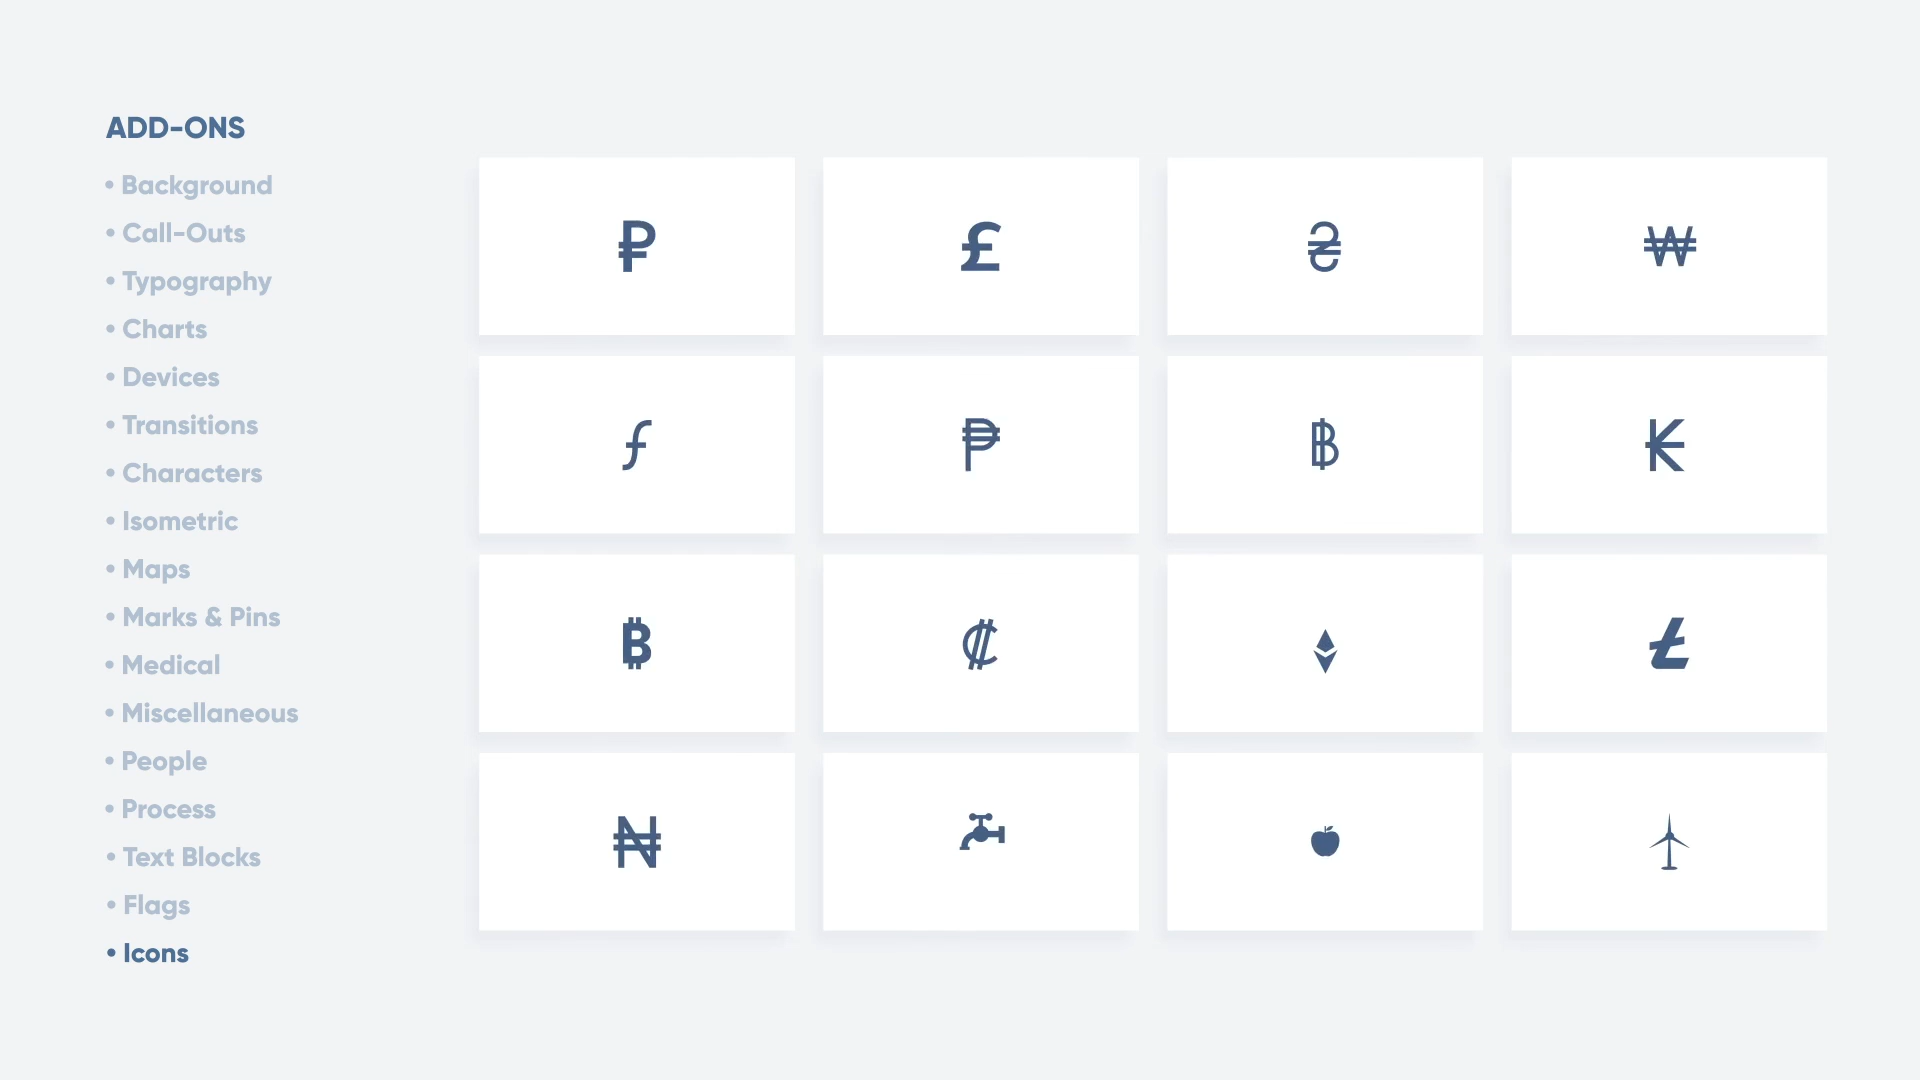 ADD-ONS
• Background
• Call-Outs
• Typography
• Charts
• Devices
• Transitions
• Characters
• Isometric
• Maps
• Marks & Pins
• Medical
• Miscellaneous
• People
• Process
• Text Blocks
• Flags
• Icons
₽ £ ₴ ₩
ƒ ₱ ฿ ₭
₿ ₡ Ł
₦